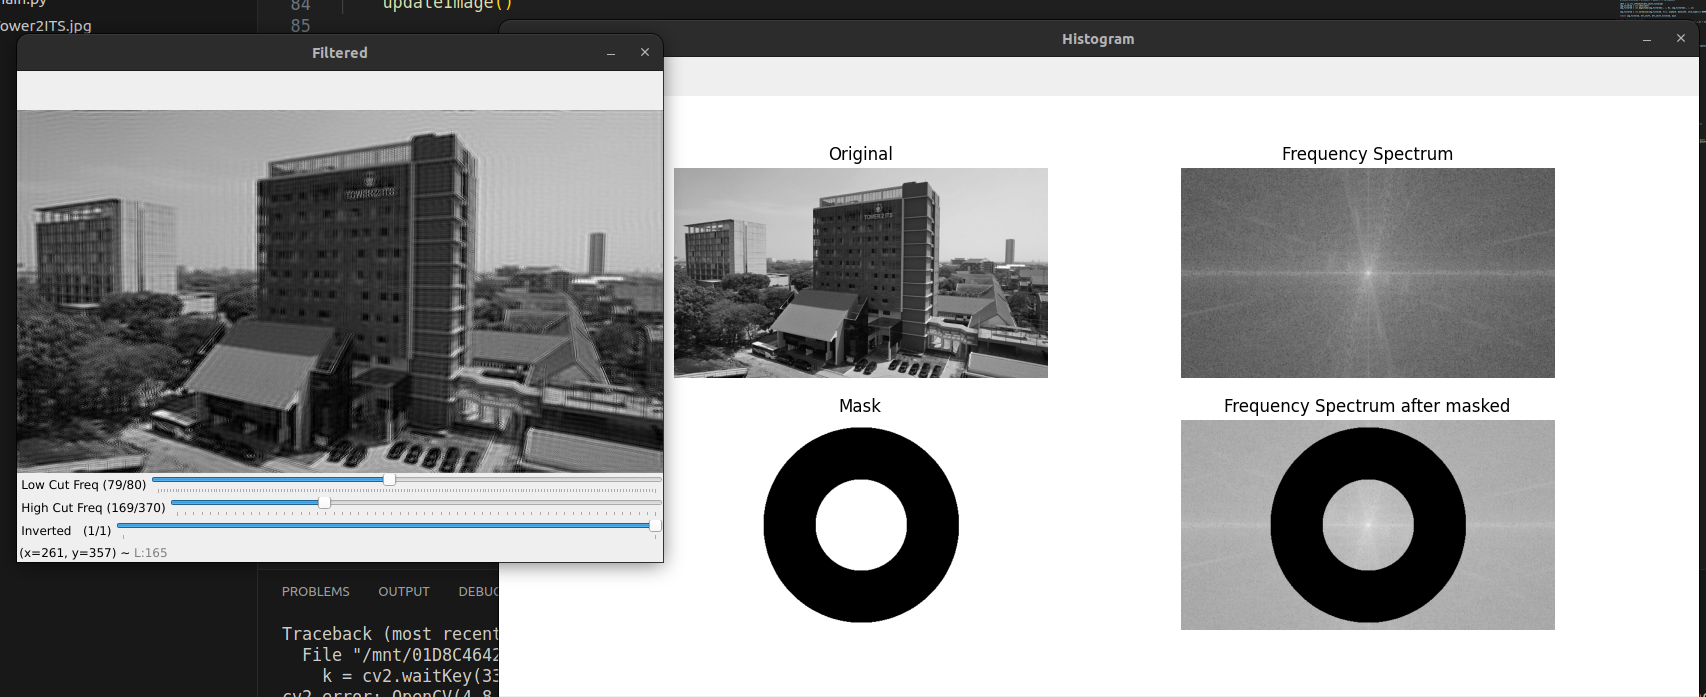 ain.py
ower2ITS.jpg
84 updateImage()
85
Filtered
TOWER2ITS
Low Cut Freq (79/80)
High Cut Freq (169/370)
Inverted (1/1)
(x=261, y=357) ~ L:165
Histogram
Original
TOWER2ITS
Frequency Spectrum
Mask
Frequency Spectrum after masked
PROBLEMS OUTPUT DEBUG
Traceback (most recent
File "/mnt/01D8C4642
k = cv2.waitKey(33
cv2.error: OpenCV(4.8